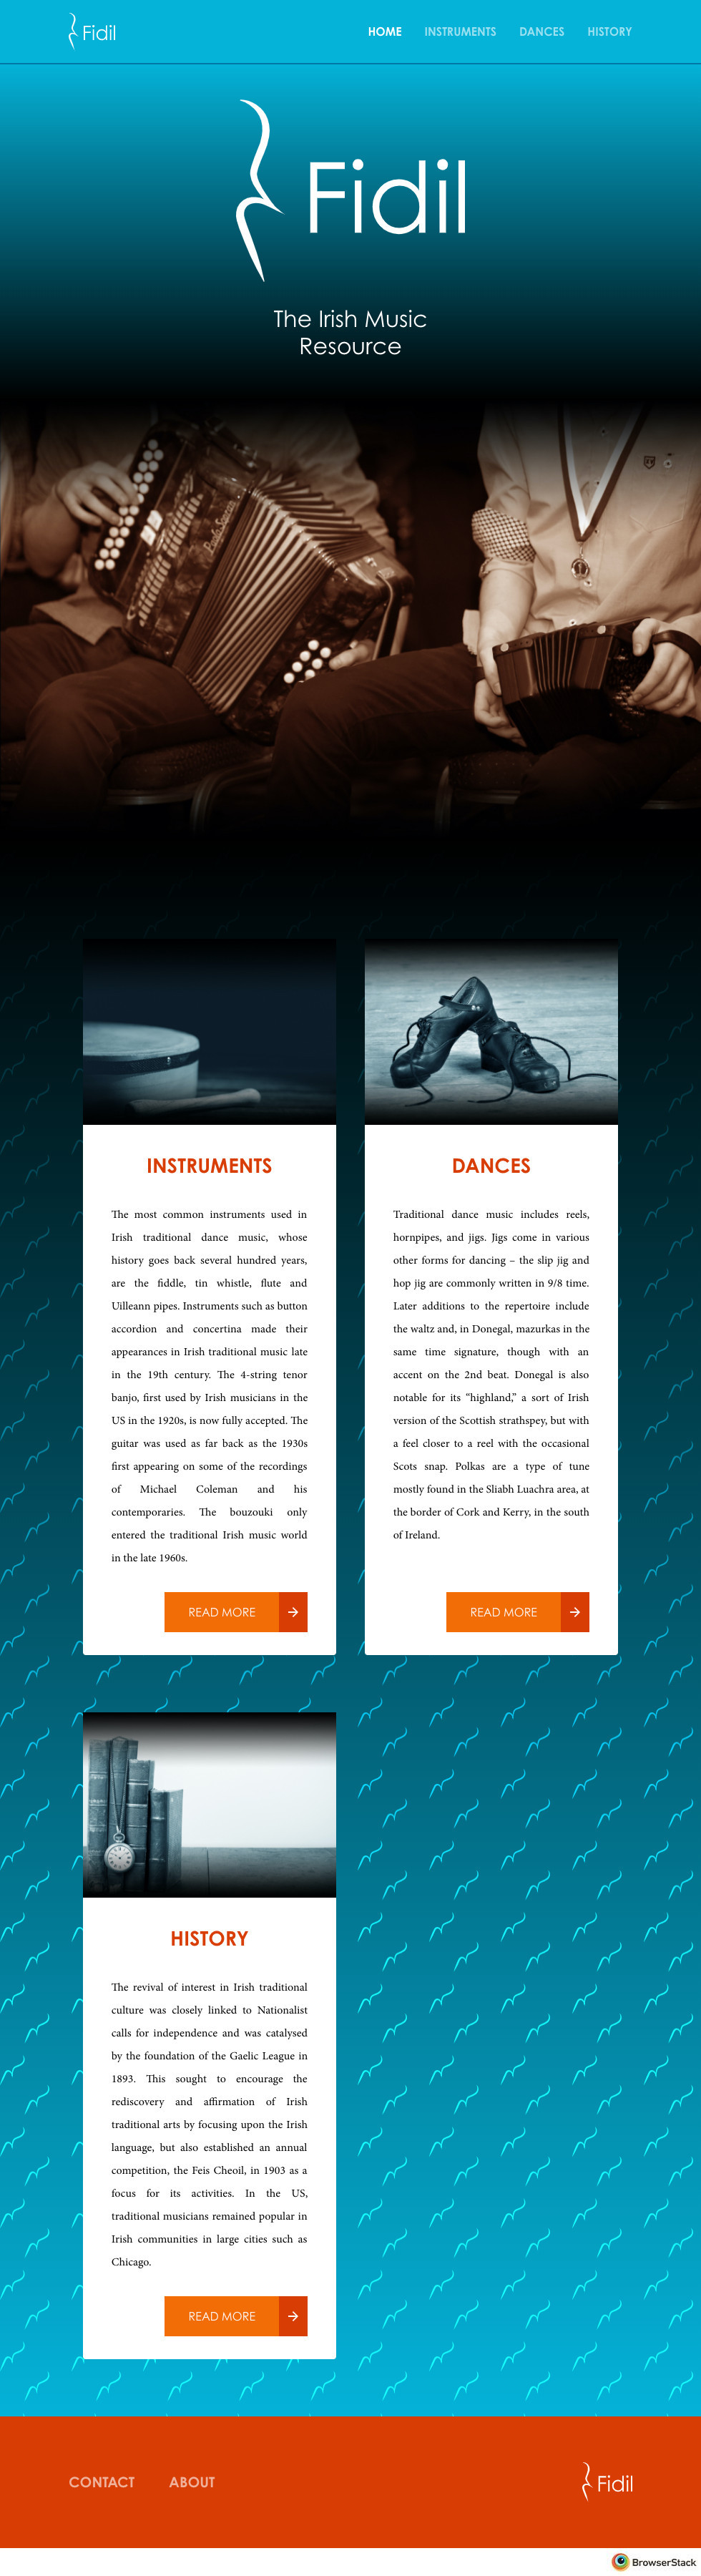 Fidil
HOME INSTRUMENTS DANCES HISTORY
Fidil
The Irish Music
Resource
INSTRUMENTS
The most common instruments used in
Irish traditional dance music, whose
history goes back several hundred years,
are the fiddle, tin whistle, flute and
Uilleann pipes. Instruments such as button
accordion and concertina made their
appearances in Irish traditional music late
in the 19th century. The 4-string tenor
banjo, first used by Irish musicians in the
US in the 1920s, is now fully accepted. The
guitar was used as far back as the 1930s
first appearing on some of the recordings
of Michael Coleman and his
contemporaries. The bouzouki only
entered the traditional Irish music world
in the late 1960s.
READ MORE
DANCES
Traditional dance music includes reels,
hornpipes, and jigs. Jigs come in various
other forms for dancing – the slip jig and
hop jig are commonly written in 9/8 time.
Later additions to the repertoire include
the waltz and, in Donegal, mazurkas in the
same time signature, though with an
accent on the 2nd beat. Donegal is also
notable for its “highland,” a sort of Irish
version of the Scottish strathspey, but with
a feel closer to a reel with the occasional
Scots snap. Polkas are a type of tune
mostly found in the Sliabh Luachra area, at
the border of Cork and Kerry, in the south
of Ireland.
READ MORE
HISTORY
The revival of interest in Irish traditional
culture was closely linked to Nationalist
calls for independence and was catalysed
by the foundation of the Gaelic League in
1893. This sought to encourage the
rediscovery and affirmation of Irish
traditional arts by focusing upon the Irish
language, but also established an annual
competition, the Feis Cheoil, in 1903 as a
focus for its activities. In the US,
traditional musicians remained popular in
Irish communities in large cities such as
Chicago.
READ MORE
CONTACT ABOUT
Fidil
BrowserStack